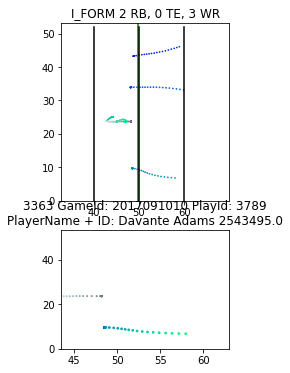 I_FORM 2 RB, 0 TE, 3 WR
50
40
30
20
10
0
40 50 60
3363 GameId: 2017091010 PlayId: 3789
PlayerName + ID: Davante Adams 2543495.0
40
20
0
45 50 55 60